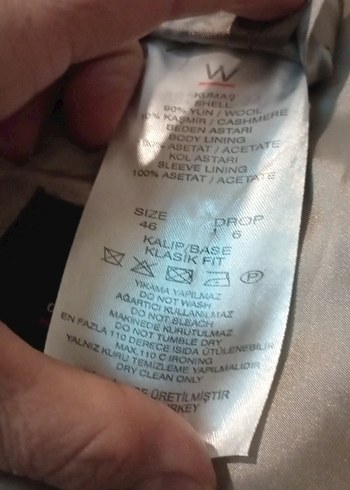 W
KUMAŞ
SHELL
90% YÜN / WOOL
10% KAŞMİR / CASHMERE
BEDEN ASTARI
BODY LINING
100% ASETAT / ACETATE
KOL ASTARI
SLEEVE LINING
100% ASETAT / ACETATE
SIZE DROP
46 6
KALIP/BASE
KLASİK FIT
P
YIKAMA YAPILMAZ
DO NOT WASH
AĞARTICI KULLANILMAZ
DO NOT BLEACH
MAKİNEDE KURUTULMAZ
DO NOT TUMBLE DRY
EN FAZLA 110 DERECE ISIDA ÜTÜLENEBİLİR
MAX.110 C IRONING
YALNIZ KURU TEMİZLEME YAPILMALIDIR
DRY CLEAN ONLY
ÜRETİLMİŞTİR